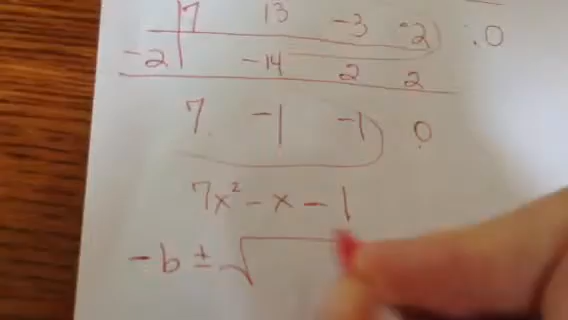 7 13 -3 -2 : 0
-2 -14 2 2
7 -1 -1 0
7x² - x - 1
-b ± √